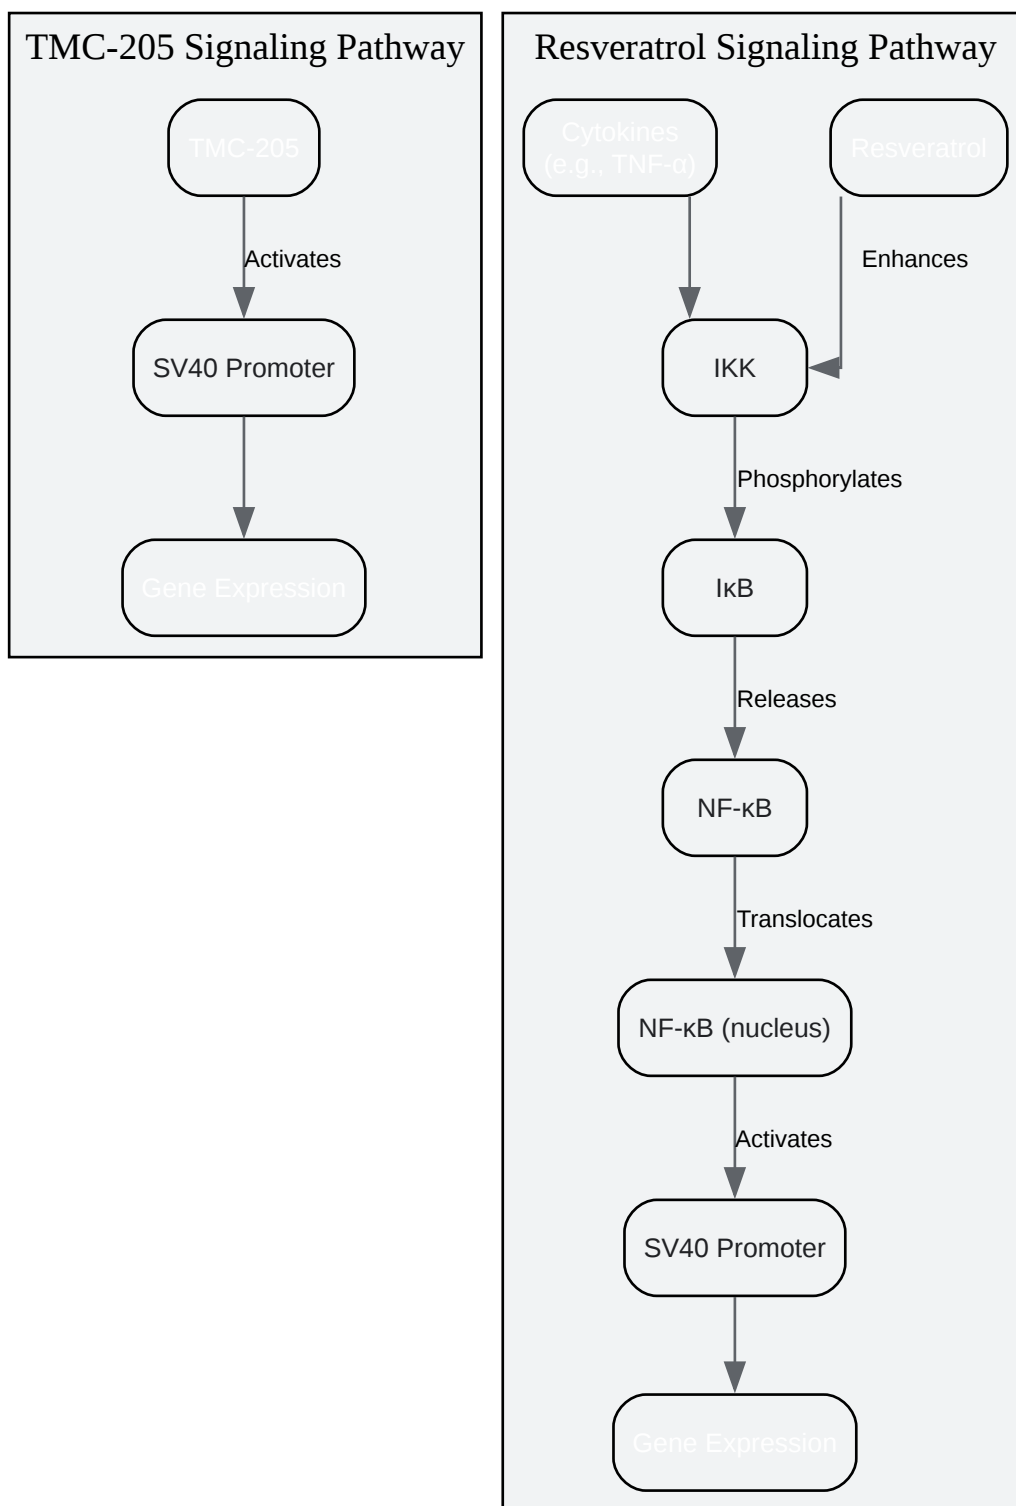 TMC-205 Signaling Pathway
TMC-205
Activates
SV40 Promoter
Gene Expression
Resveratrol Signaling Pathway
Cytokines
(e.g., TNF-α)
Resveratrol
Enhances
IKK
Phosphorylates
IκB
Releases
NF-κB
Translocates
NF-κB (nucleus)
Activates
SV40 Promoter
Gene Expression